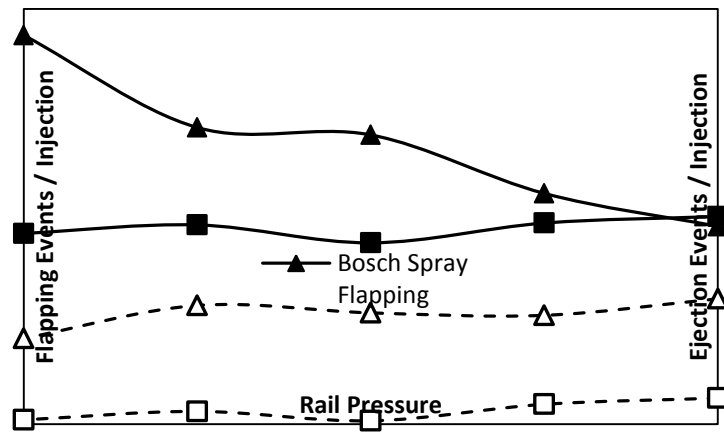 Flapping Events / Injection
Ejection Events / Injection
Bosch Spray
Flapping
Rail Pressure